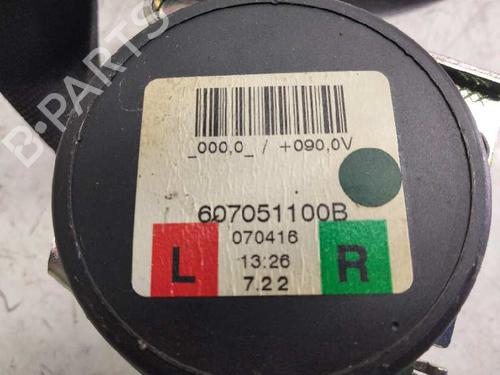 B-PARTS
_000,0_ / +090,0V
607051100B
070416
L
13:26
R
7.22